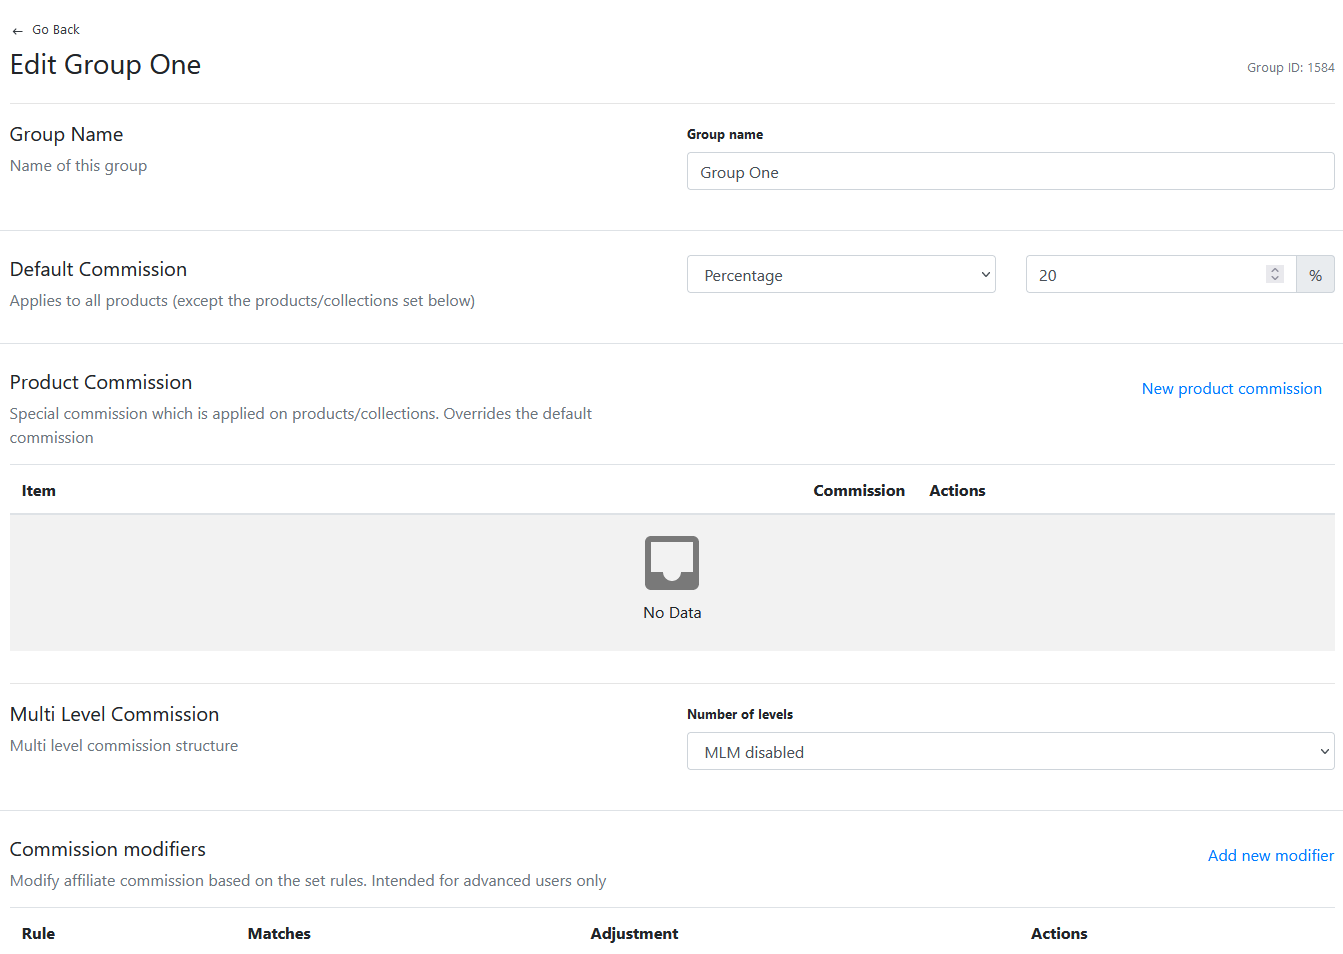 ← Go Back
Edit Group One
Group ID: 1584
Group Name
Name of this group
Group name
Group One
Default Commission
Applies to all products (except the products/collections set below)
Percentage
20
%
Product Commission
Special commission which is applied on products/collections. Overrides the default
commission
New product commission
Item Commission Actions
No Data
Multi Level Commission
Multi level commission structure
Number of levels
MLM disabled
Commission modifiers
Modify affiliate commission based on the set rules. Intended for advanced users only
Add new modifier
Rule Matches Adjustment Actions